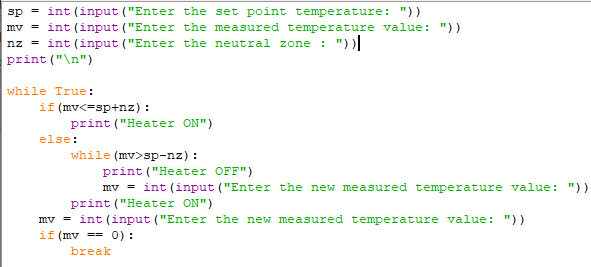 sp = int(input("Enter the set point temperature: "))
mv = int(input("Enter the measured temperature value: "))
nz = int(input("Enter the neutral zone : "))
print("\n")

while True:
    if(mv<=sp+nz):
        print("Heater ON")
    else:
        while(mv>sp-nz):
            print("Heater OFF")
            mv = int(input("Enter the new measured temperature value: "))
        print("Heater ON")
    mv = int(input("Enter the new measured temperature value: "))
    if(mv == 0):
        break